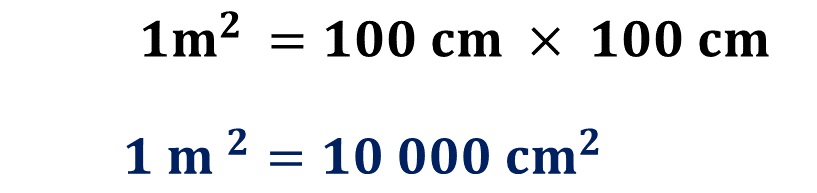 1m² = 100 cm × 100 cm
1 m ² = 10 000 cm²